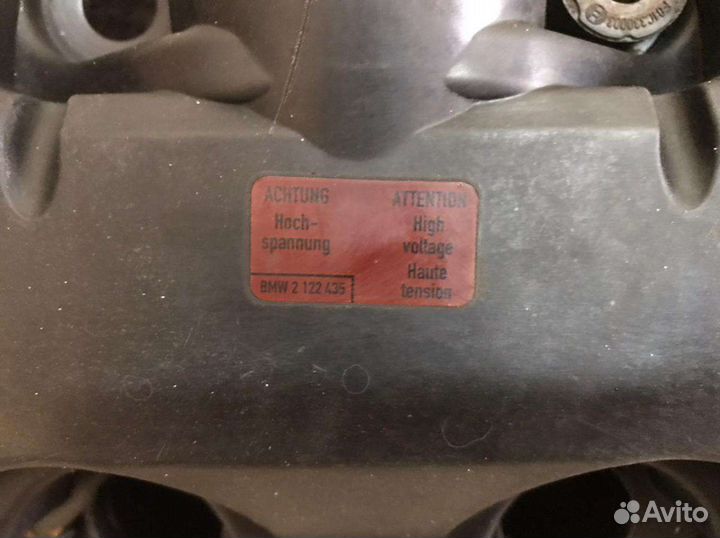 ACHTUNG
Hoch-
spannung
BMW 2 122 435
ATTENTION
High
voltage
Haute
tension
Avito